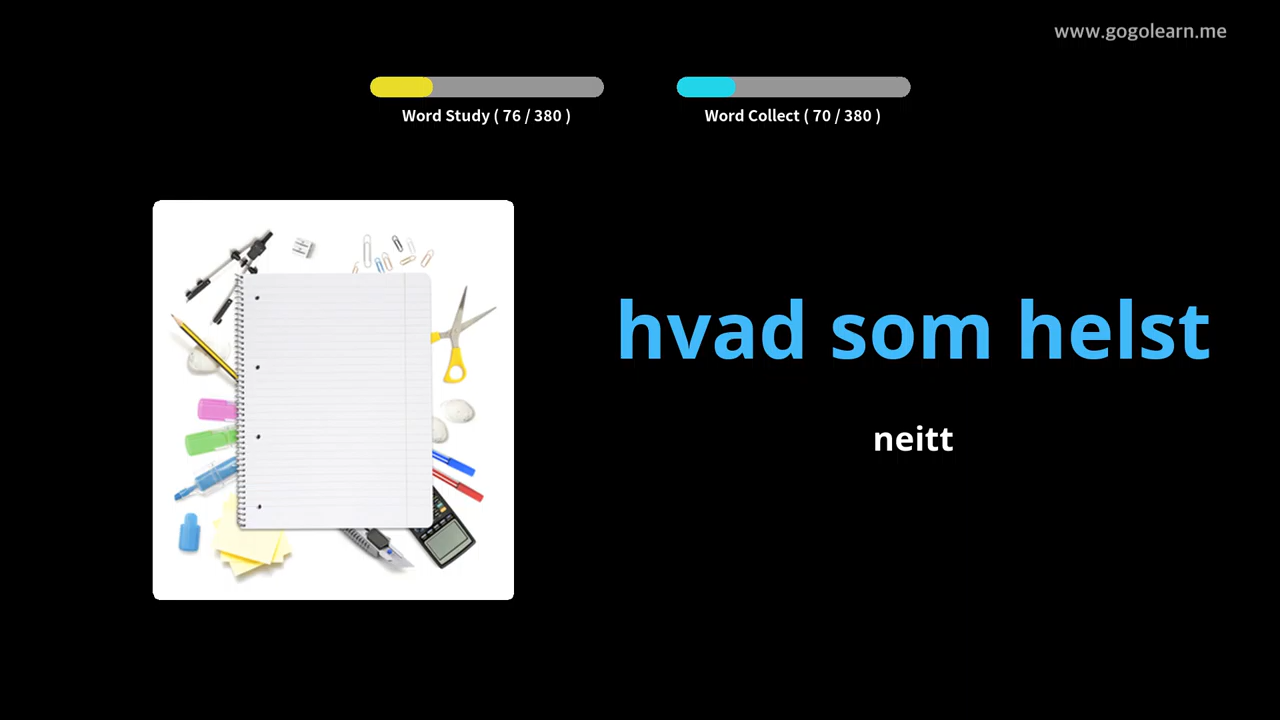 www.gogolearn.me
Word Study ( 76 / 380 )
Word Collect ( 70 / 380 )
hvad som helst
neitt